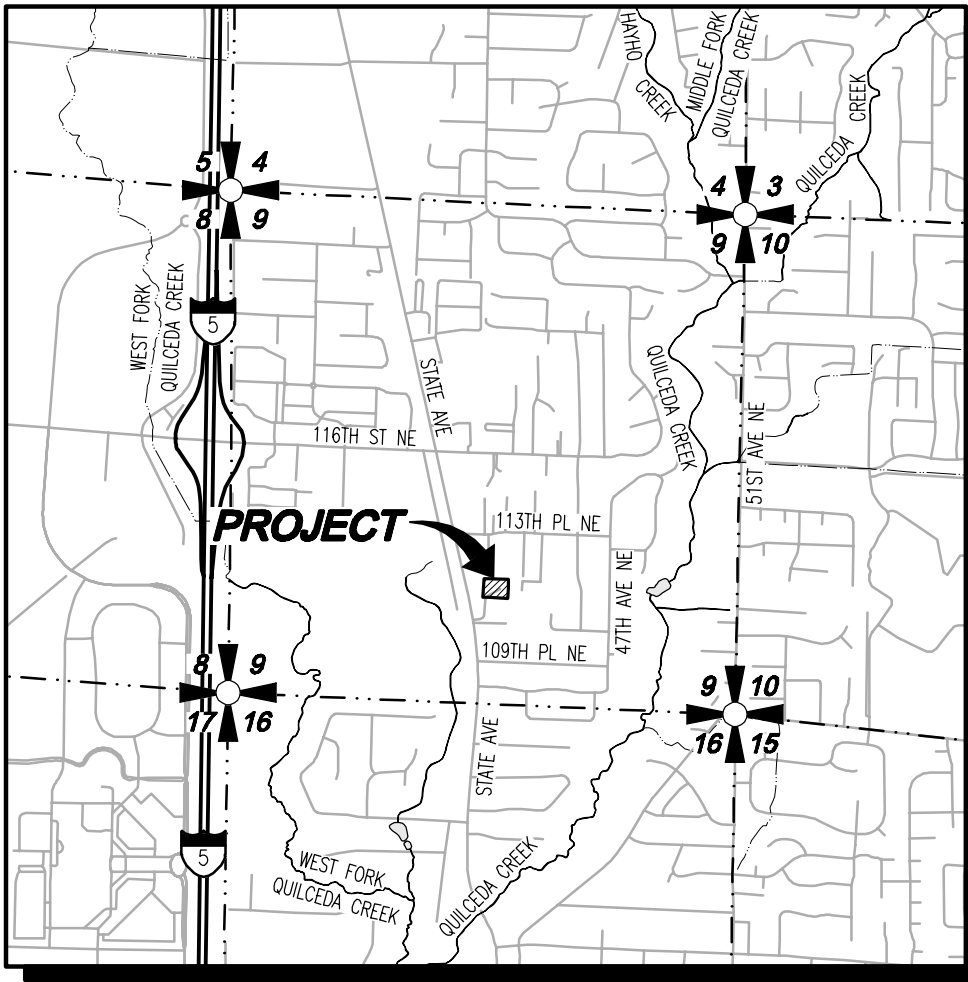 HAYHO
CREEK
MIDDLE FORK
QUILCEDA CREEK
QUILCEDA CREEK
5 4
8 9
4 3
9 10
WEST FORK
QUILCEDA CREEK
5
STATE AVE
QUILCEDA CREEK
51ST AVE NE
116TH ST NE
PROJECT
113TH PL NE
47TH AVE NE
109TH PL NE
8 9
17 16
9 10
16 15
STATE AVE
5
WEST FORK
QUILCEDA CREEK
QUILCEDA CREEK